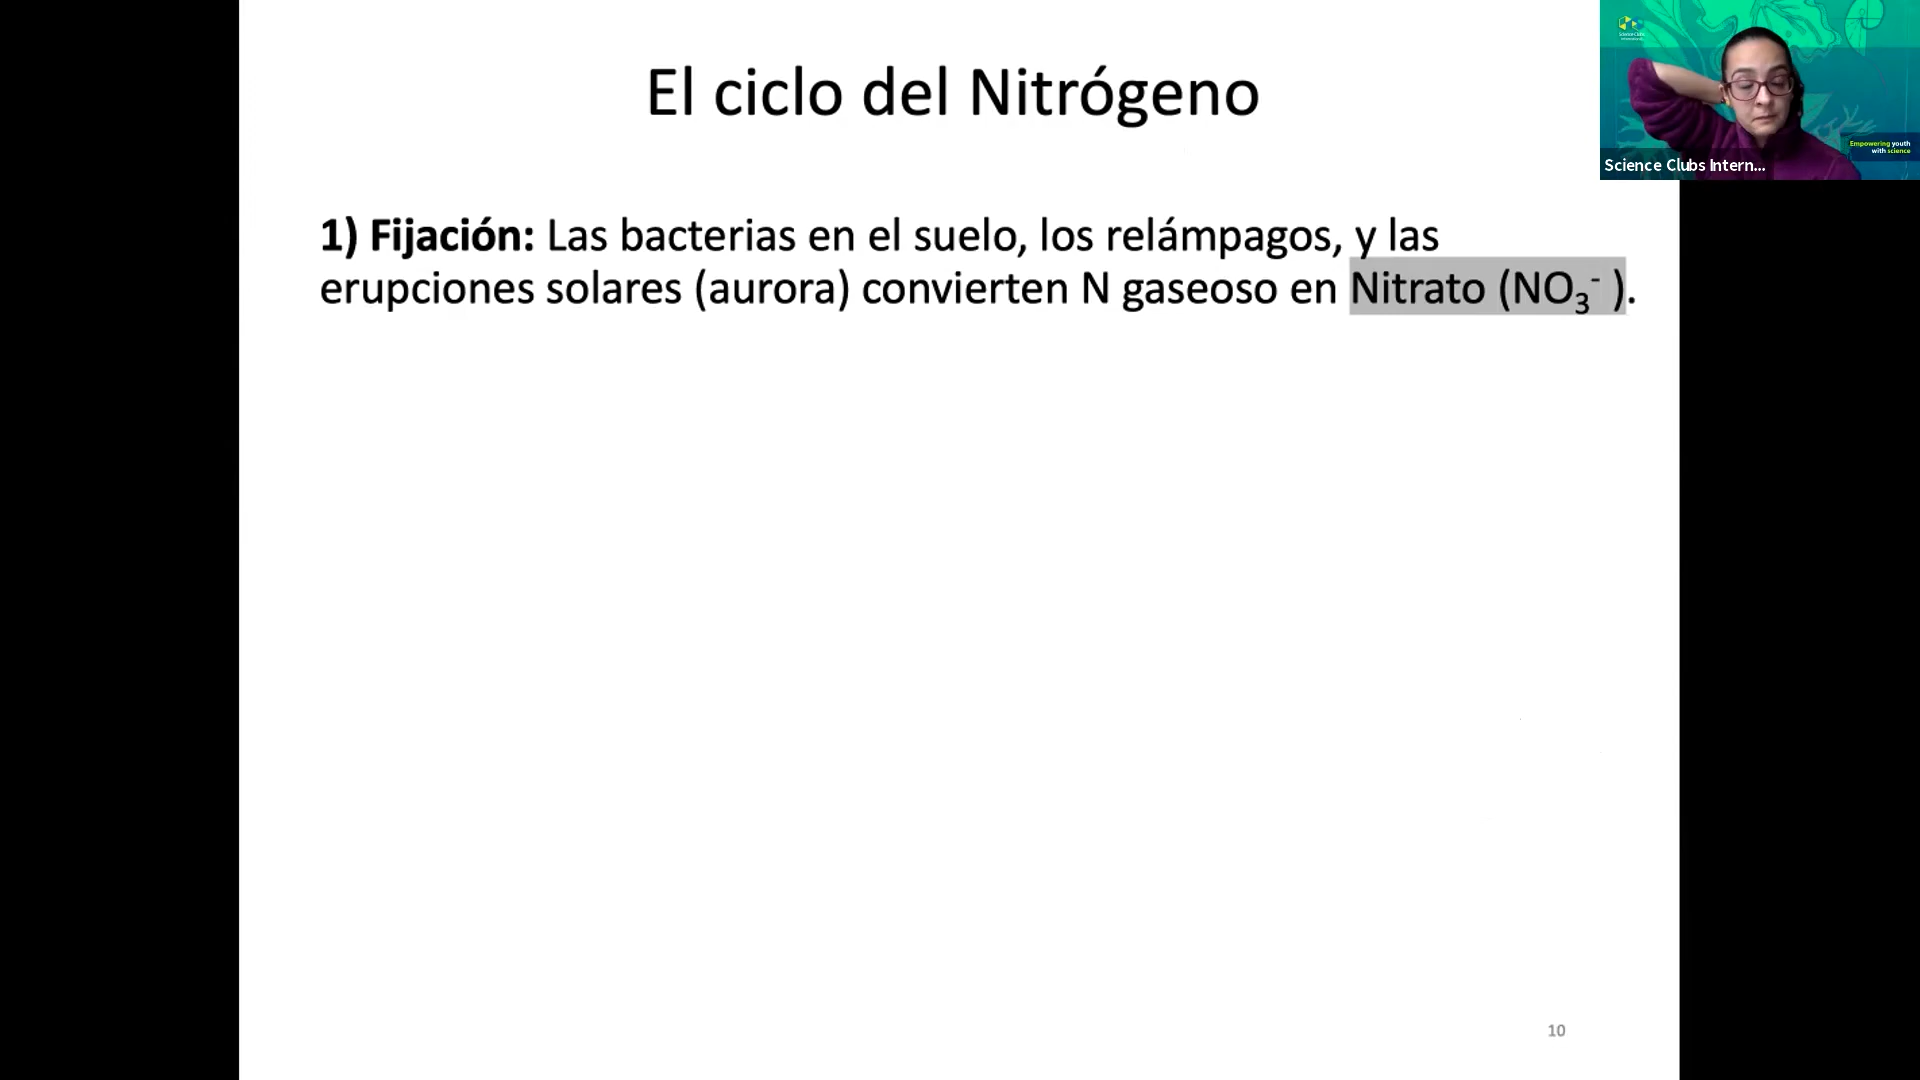 El ciclo del Nitrógeno
1) Fijación: Las bacterias en el suelo, los relámpagos, y las
erupciones solares (aurora) convierten N gaseoso en Nitrato (NO₃⁻ ).
10
Empowering youth
with science
Science Clubs Intern...